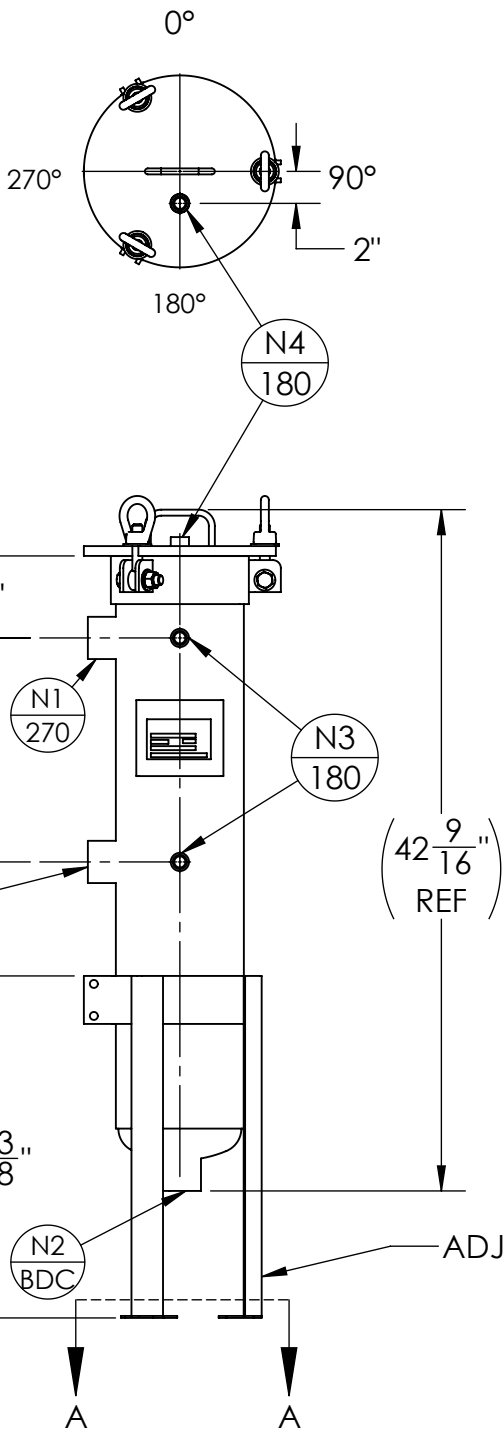 0°
270°
90°
2"
180°
N4
180
"
N1
270
N3
180
(42 9/16")
REF
3/8"
N2
BDC
ADJ
A
A